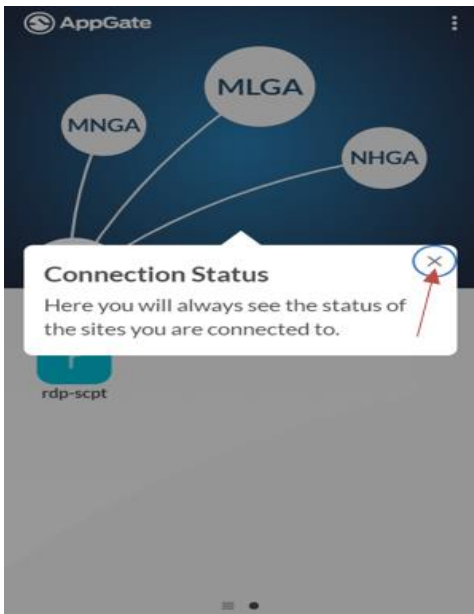 AppGate
MLGA
MNGA
NHGA
Connection Status
Here you will always see the status of
the sites you are connected to.
rdp-scpt